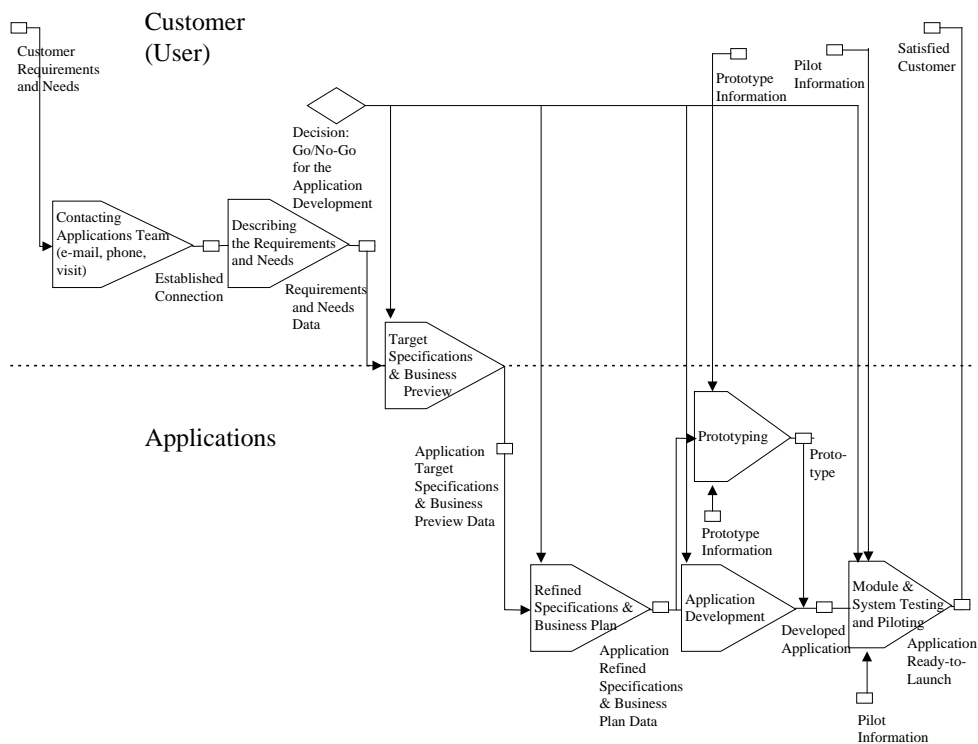 Customer
(User)
Customer
Requirements
and Needs
Prototype
Information
Pilot
Information
Satisfied
Customer
Decision:
Go/No-Go
for the
Application
Development
Contacting
Applications Team
(e-mail, phone,
visit)
Established
Connection
Describing
the Requirements
and Needs
Requirements
and Needs
Data
Target
Specifications
& Business
Preview
Applications
Application
Target
Specifications
& Business
Preview Data
Prototyping
Proto-
type
Prototype
Information
Refined
Specifications &
Business Plan
Application
Refined
Specifications
& Business
Plan Data
Application
Development
Developed
Application
Module &
System Testing
and Piloting
Application
Ready-to-
Launch
Pilot
Information